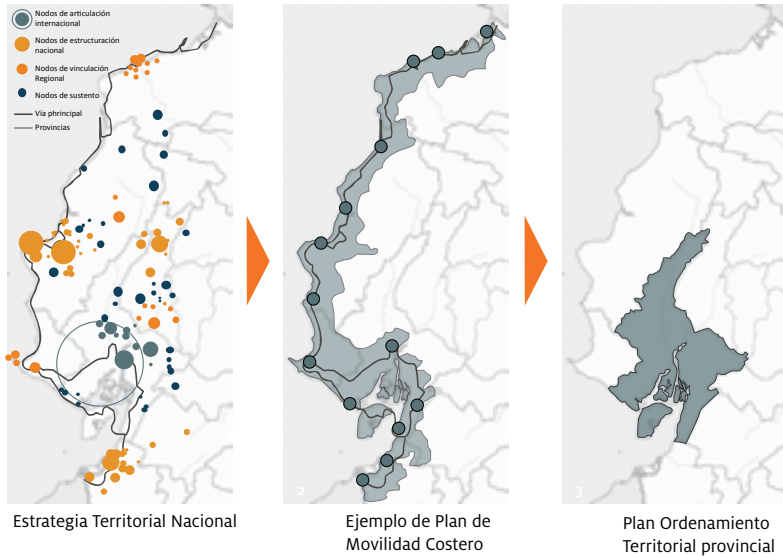 Nodos de articulación
internacional
Nodos de estructuración
nacional
Nodos de vinculación
Regional
Nodos de sustento
Vía phrincipal
Provincias
2
3
Estrategia Territorial Nacional
Ejemplo de Plan de
Movilidad Costero
Plan Ordenamiento
Territorial provincial